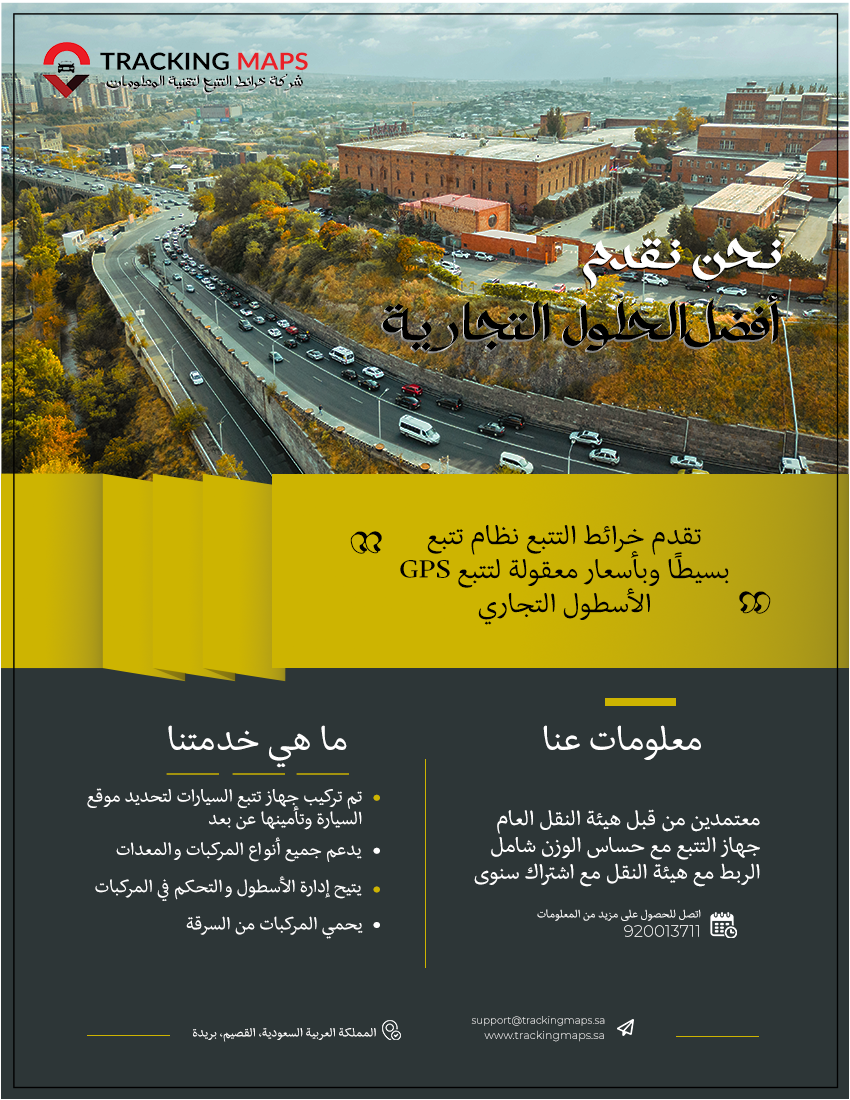 TRACKING MAPS
شركة خرائط التتبع لتقنية المعلومات
نحن نقدم
أفضل الحلول التجارية
تقدم خرائط التتبع نظام تتبع
بسيطًا وبأسعار معقولة لتتبع GPS
الأسطول التجاري
معلومات عنا
معتمدين من قبل هيئة النقل العام
جهاز التتبع مع حساس الوزن شامل
الربط مع هيئة النقل مع اشتراك سنوى
اتصل للحصول على مزيد من المعلومات
920013711
ما هي خدمتنا
تم تركيب جهاز تتبع السيارات لتحديد موقع
السيارة وتأمينها عن بعد
يدعم جميع أنواع المركبات والمعدات
يتيح إدارة الأسطول والتحكم في المركبات
يحمي المركبات من السرقة
support@trackingmaps.sa
www.trackingmaps.sa
المملكة العربية السعودية، القصيم، بريدة